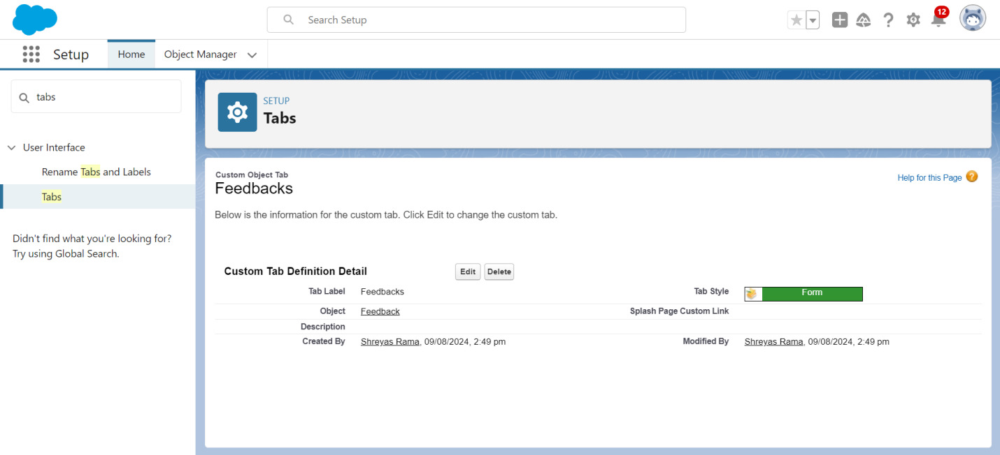 Search Setup
12
Setup
Home
Object Manager
tabs
User Interface
Rename Tabs and Labels
Tabs
Didn't find what you're looking for?
Try using Global Search.
SETUP
Tabs
Custom Object Tab
Feedbacks
Help for this Page ?
Below is the information for the custom tab. Click Edit to change the custom tab.
Custom Tab Definition Detail
Edit
Delete
Tab Label Feedbacks
Tab Style Form
Object Feedback
Splash Page Custom Link
Description
Created By Shreyas Rama, 09/08/2024, 2:49 pm
Modified By Shreyas Rama, 09/08/2024, 2:49 pm